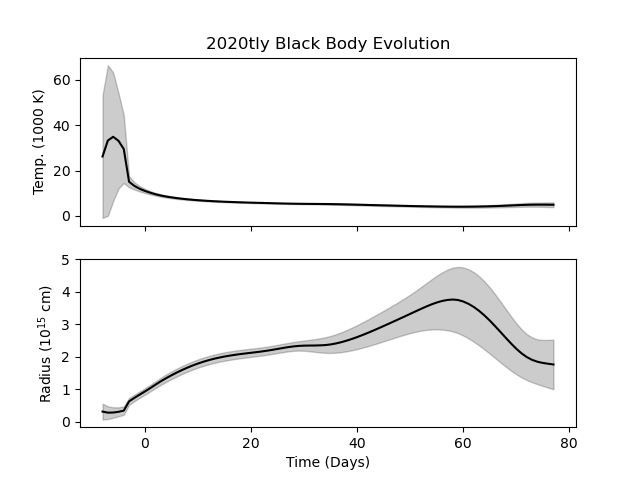 2020tly Black Body Evolution
Temp. (1000 K)
60
40
20
0
Radius (10¹⁵ cm)
5
4
3
2
1
0
0 20 40 60 80
Time (Days)